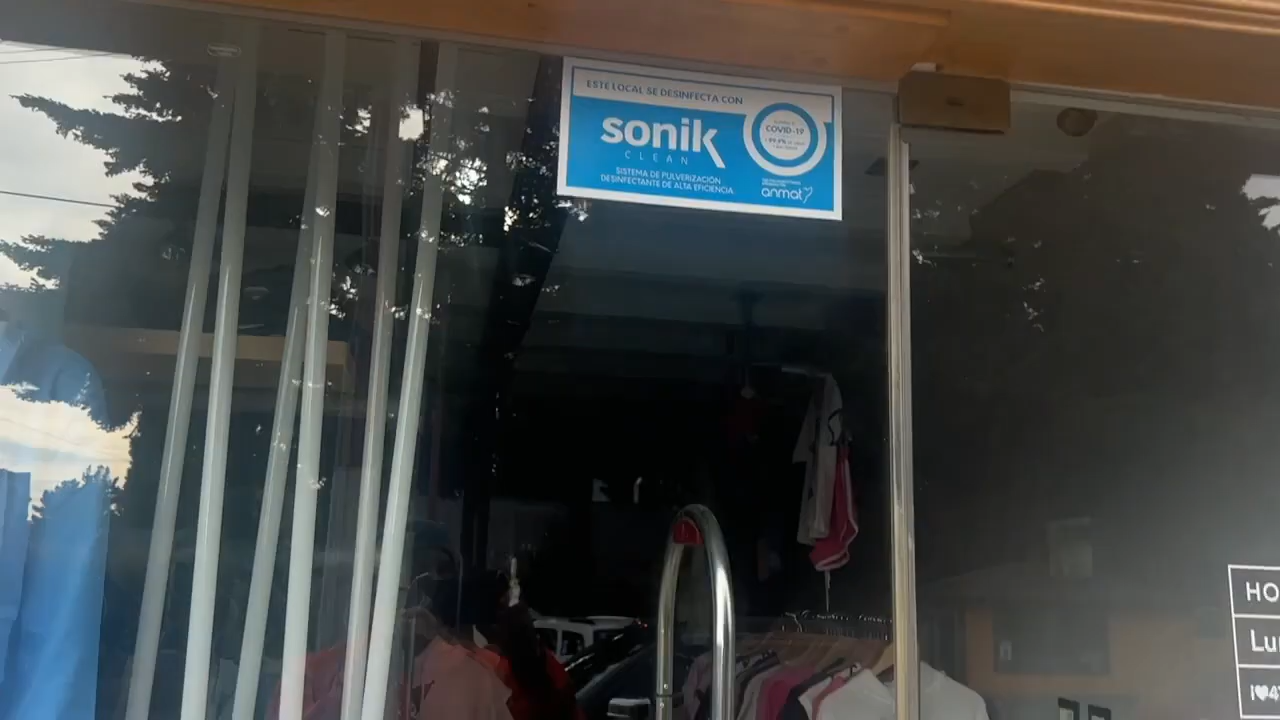 ESTE LOCAL SE DESINFECTA CON
sonik
CLEAN
SISTEMA DE PULVERIZACIÓN
DESINFECTANTE DE ALTA EFICIENCIA
COVID-19
anmat
HO
Lu